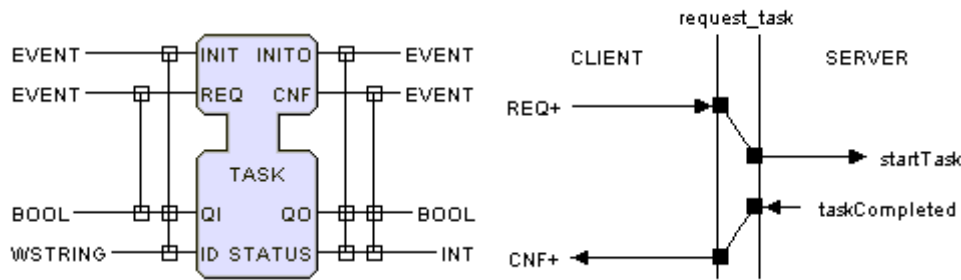 EVENT INIT INITO EVENT
EVENT REQ CNF EVENT
TASK
BOOL QI QO BOOL
WSTRING ID STATUS INT
request_task
CLIENT SERVER
REQ+
startTask
taskCompleted
CNF+